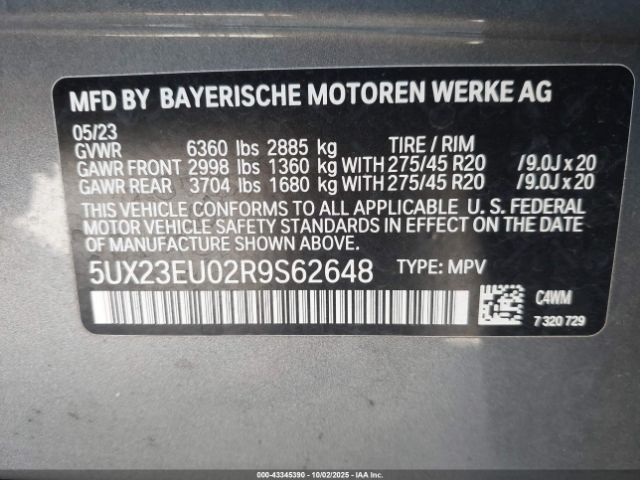 MFD BY BAYERISCHE MOTOREN WERKE AG
05/23
GVWR 6360 lbs 2885 kg TIRE / RIM
GAWR FRONT 2998 lbs 1360 kg WITH 275/45 R20 /9.0J x 20
GAWR REAR 3704 lbs 1680 kg WITH 275/45 R20 /9.0J x 20
THIS VEHICLE CONFORMS TO ALL APPLICABLE U. S. FEDERAL
MOTOR VEHICLE SAFETY STANDARDS IN EFFECT ON THE DATE
OF MANUFACTURE SHOWN ABOVE.
5UX23EU02R9S62648 TYPE: MPV
C4WM
7 320 729
000-43345390 - 10/02/2025 - IAAI.COM